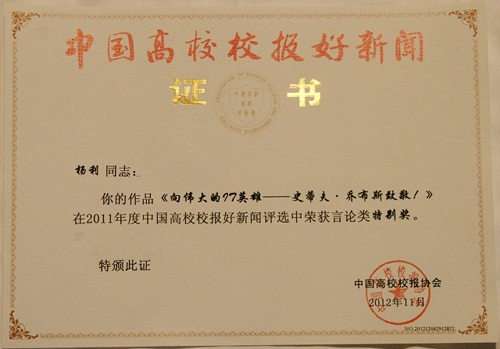 中国高校校报好新闻
证书
杨利 同志：
你的作品《向伟大的IT英雄——史蒂夫·乔布斯致敬！》
在2011年度中国高校校报好新闻评选中荣获言论类特别奖。
特颁此证
中国高校校报协会
2012年11月